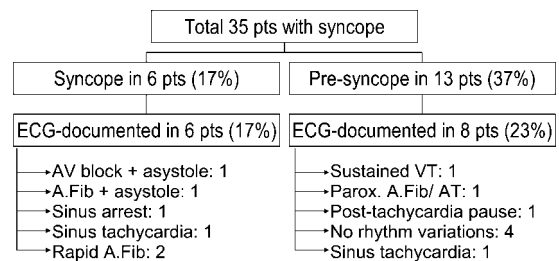 Total 35 pts with syncope
Syncope in 6 pts (17%)
Pre-syncope in 13 pts (37%)
ECG-documented in 6 pts (17%)
ECG-documented in 8 pts (23%)
AV block + asystole: 1
A.Fib + asystole: 1
Sinus arrest: 1
Sinus tachycardia: 1
Rapid A.Fib: 2
Sustained VT: 1
Parox. A.Fib/ AT: 1
Post-tachycardia pause: 1
No rhythm variations: 4
Sinus tachycardia: 1